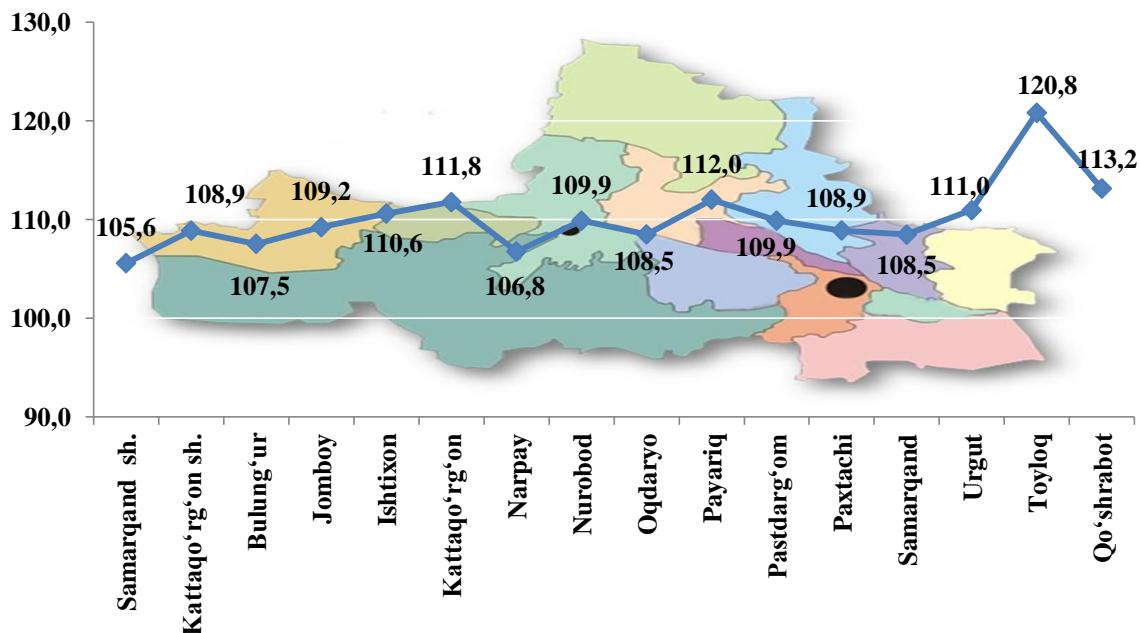 130,0
120,0
110,0
100,0
90,0
105,6
108,9
107,5
109,2
110,6
111,8
106,8
109,9
108,5
112,0
109,9
108,9
108,5
111,0
120,8
113,2
Samarqand sh.
Kattaqo‘rg‘on sh.
Bulung‘ur
Jomboy
Ishtixon
Kattaqo‘rg‘on
Narpay
Nurobod
Oqdaryo
Payariq
Pastdarg‘om
Paxtachi
Samarqand
Urgut
Toyloq
Qo‘shrabot